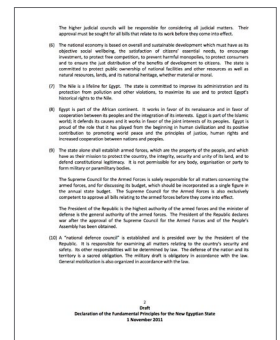 The higher judicial councils will be responsible for considering all judicial matters. Their
approval must be sought for all bills that relate to its work before they come into effect.
(6) The national economy is based on overall and sustainable development which must have as its
objective social wellbeing, the satisfaction of citizens' essential needs, to encourage
investment, to protect free competition, to prevent harmful monopolies, to protect consumers
and to ensure the just distribution of the benefits of development to citizens. The state is
committed to protect public ownership of national facilities and other resources as well as
natural resources, lands, and its national heritage, whether material or moral.
(7) The Nile is a lifeline for Egypt. The state is committed to improve its administration and its
protection from pollution and other violations, to maximise its use and to protect Egypt's
historical rights to the Nile.
(8) Egypt is part of the African continent. It works in favor of its renaissance and in favor of
cooperation between its peoples and the integration of its interests. Egypt is part of the Islamic
world; it defends its causes and it works in favor of the joint interests of its peoples. Egypt is
proud of the role that it has played from the beginning in human civilization and its positive
contribution to promoting world peace and the principles of justice, human rights and
increased cooperation between nations and peoples.
(9) The state alone shall establish armed forces, which are the property of the people, and which
have as their mission to protect the country, the integrity, security and unity of its land, and to
defend constitutional legitimacy. It is not permissible for any body, organisation or party to
form military or paramilitary bodies.
The Supreme Council for the Armed Forces is solely responsible for all matters concerning the
armed forces, and for discussing its budget, which should be incorporated as a single figure in
the annual state budget. The Supreme Council for the Armed Forces is also exclusively
competent to approve all bills relating to the armed forces before they come into effect.
The President of the Republic is the highest authority of the armed forces and the minister of
defense is the general authority of the armed forces. The President of the Republic declares
war after the approval of the Supreme Council for the Armed Forces and of the People's
Assembly has been obtained.
(10) A "national defence council" is established and is presided over by the President of the
Republic. It is responsible for examining all matters relating to the country's security and
safety. Its other responsibilities will be determined by law. The defense of the nation and its
territory is a sacred obligation. The military draft is obligatory in accordance with the law.
General mobilization is also organized in accordance with the law.
2
Draft
Declaration of the Fundamental Principles for the New Egyptian State
1 November 2011